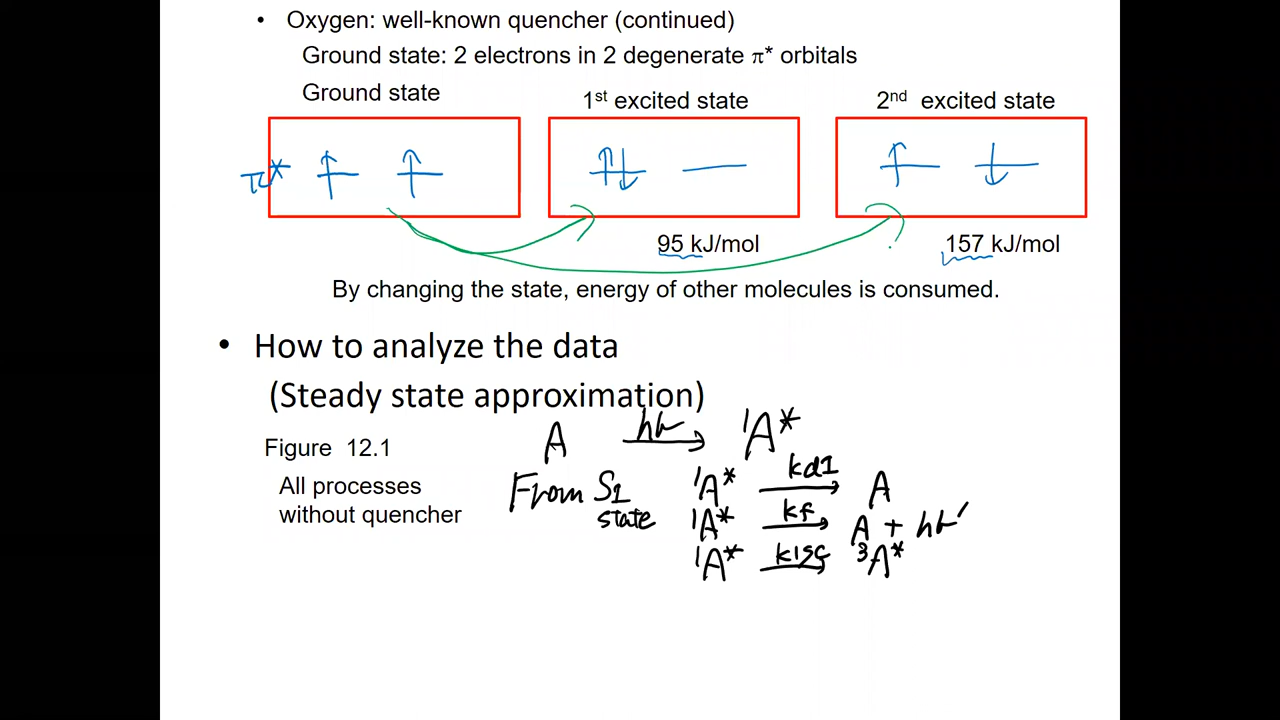 • Oxygen: well-known quencher (continued)
Ground state: 2 electrons in 2 degenerate π* orbitals
Ground state
1st excited state
2nd excited state
π*
95 kJ/mol
157 kJ/mol
By changing the state, energy of other molecules is consumed.
• How to analyze the data
(Steady state approximation)
Figure 12.1
All processes
without quencher
A hν → ¹A*
From S1
state
¹A* kd1 → A
¹A* kf → A + hν'
¹A* kisc → ³A*